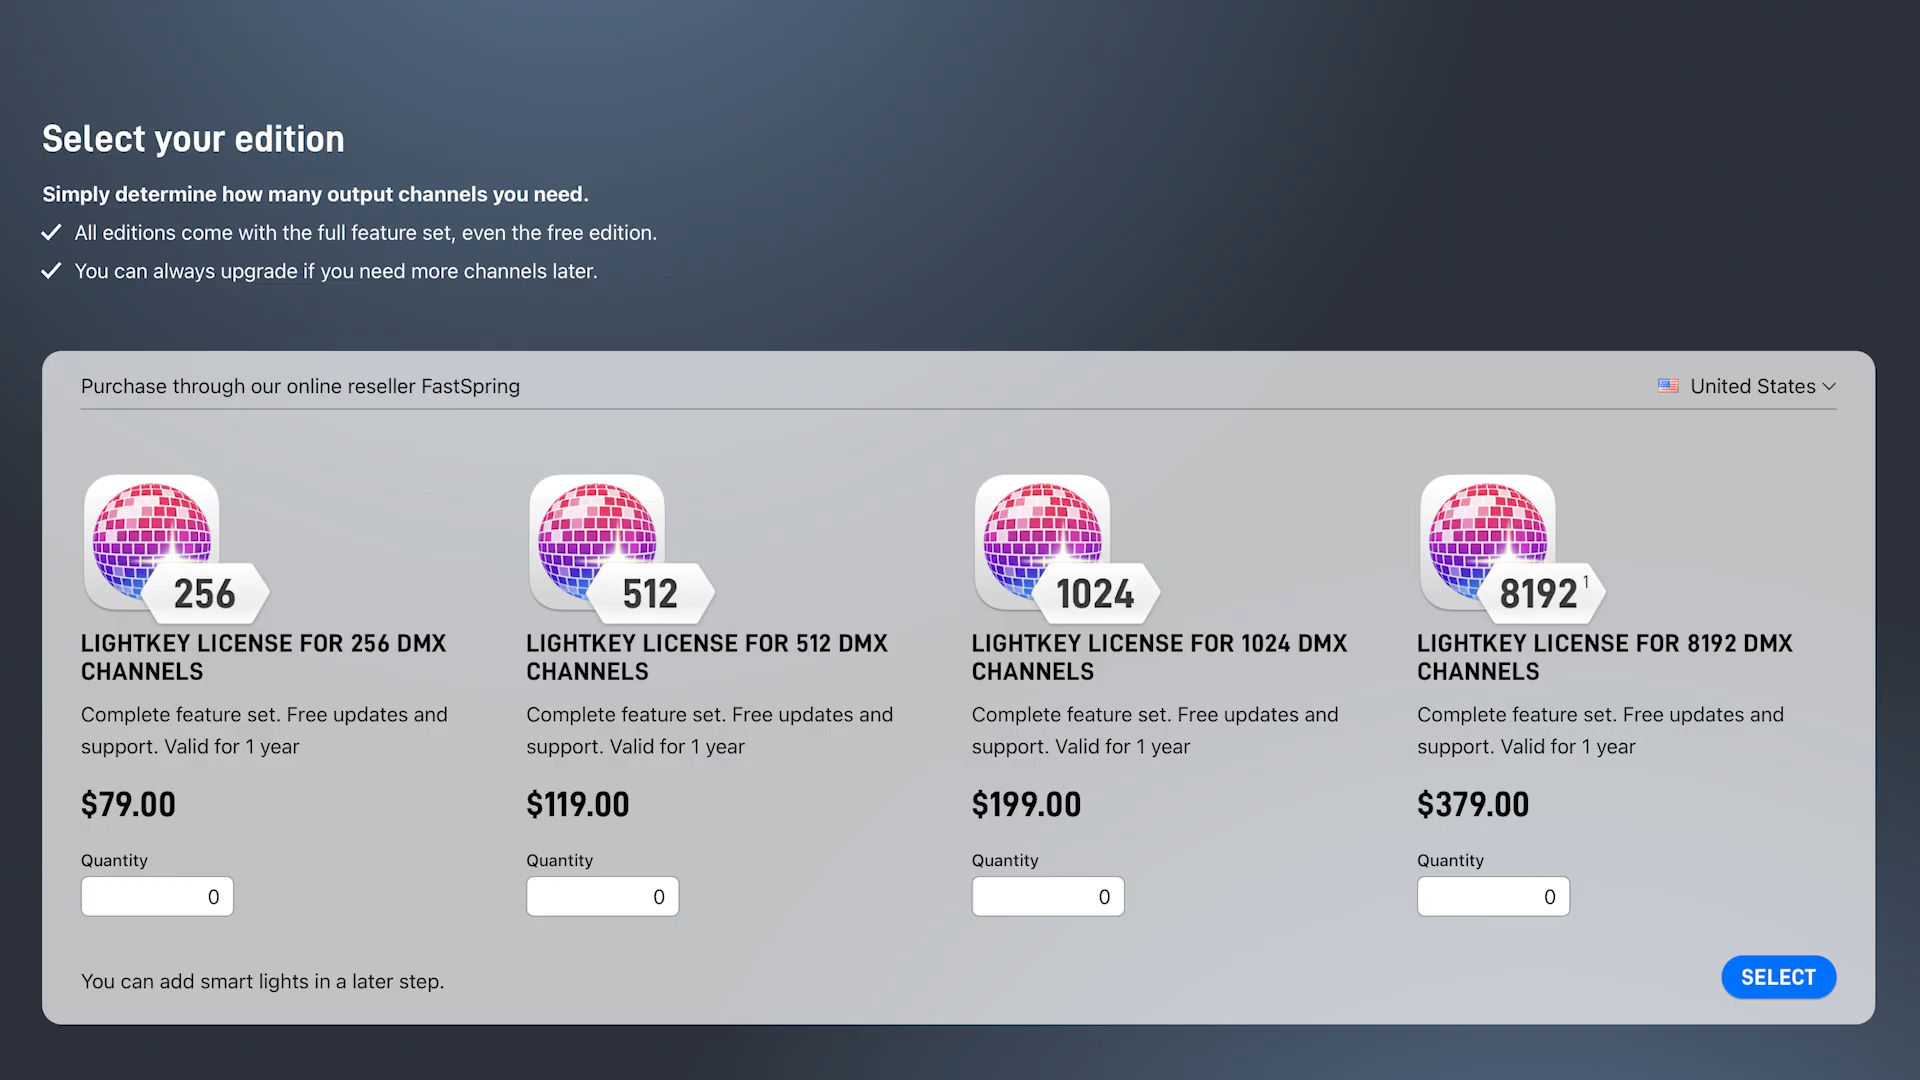 Select your edition
Simply determine how many output channels you need.
All editions come with the full feature set, even the free edition.
You can always upgrade if you need more channels later.
Purchase through our online reseller FastSpring
United States
256
LIGHTKEY LICENSE FOR 256 DMX
CHANNELS
Complete feature set. Free updates and
support. Valid for 1 year
$79.00
Quantity
0
512
LIGHTKEY LICENSE FOR 512 DMX
CHANNELS
Complete feature set. Free updates and
support. Valid for 1 year
$119.00
Quantity
0
1024
LIGHTKEY LICENSE FOR 1024 DMX
CHANNELS
Complete feature set. Free updates and
support. Valid for 1 year
$199.00
Quantity
0
8192¹
LIGHTKEY LICENSE FOR 8192 DMX
CHANNELS
Complete feature set. Free updates and
support. Valid for 1 year
$379.00
Quantity
0
You can add smart lights in a later step.
SELECT